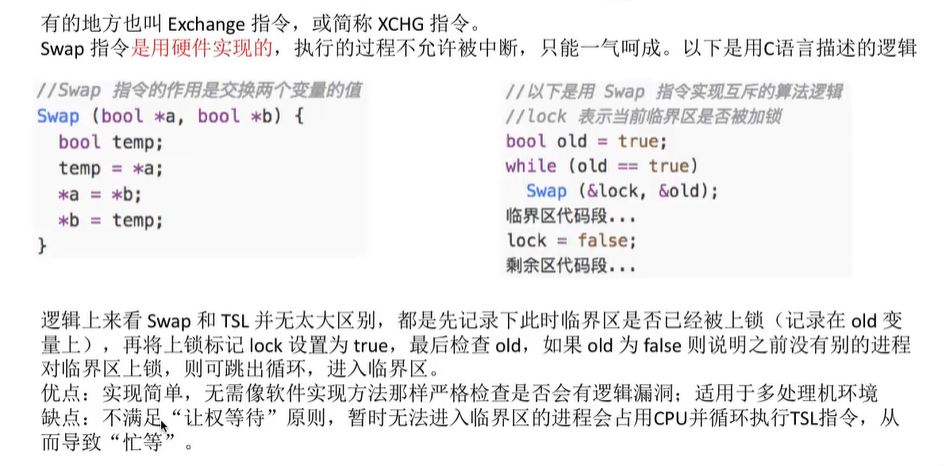 有的地方也叫 Exchange 指令，或简称 XCHG 指令。
Swap 指令是用硬件实现的，执行的过程不允许被中断，只能一气呵成。以下是用C语言描述的逻辑
//Swap 指令的作用是交换两个变量的值
Swap (bool *a, bool *b) {
bool temp;
temp = *a;
*a = *b;
*b = temp;
}
//以下是用 Swap 指令实现互斥的算法逻辑
//lock 表示当前临界区是否被加锁
bool old = true;
while (old == true)
Swap (&lock, &old);
临界区代码段...
lock = false;
剩余区代码段...
逻辑上来看 Swap 和 TSL 并无太大区别，都是先记录下此时临界区是否已经被上锁（记录在 old 变
量上），再将上锁标记 lock 设置为 true，最后检查 old，如果 old 为 false 则说明之前没有别的进程
对临界区上锁，则可跳出循环，进入临界区。
优点：实现简单，无需像软件实现方法那样严格检查是否会有逻辑漏洞；适用于多处理机环境
缺点：不满足“让权等待”原则，暂时无法进入临界区的进程会占用CPU并循环执行TSL指令，从
而导致“忙等”。